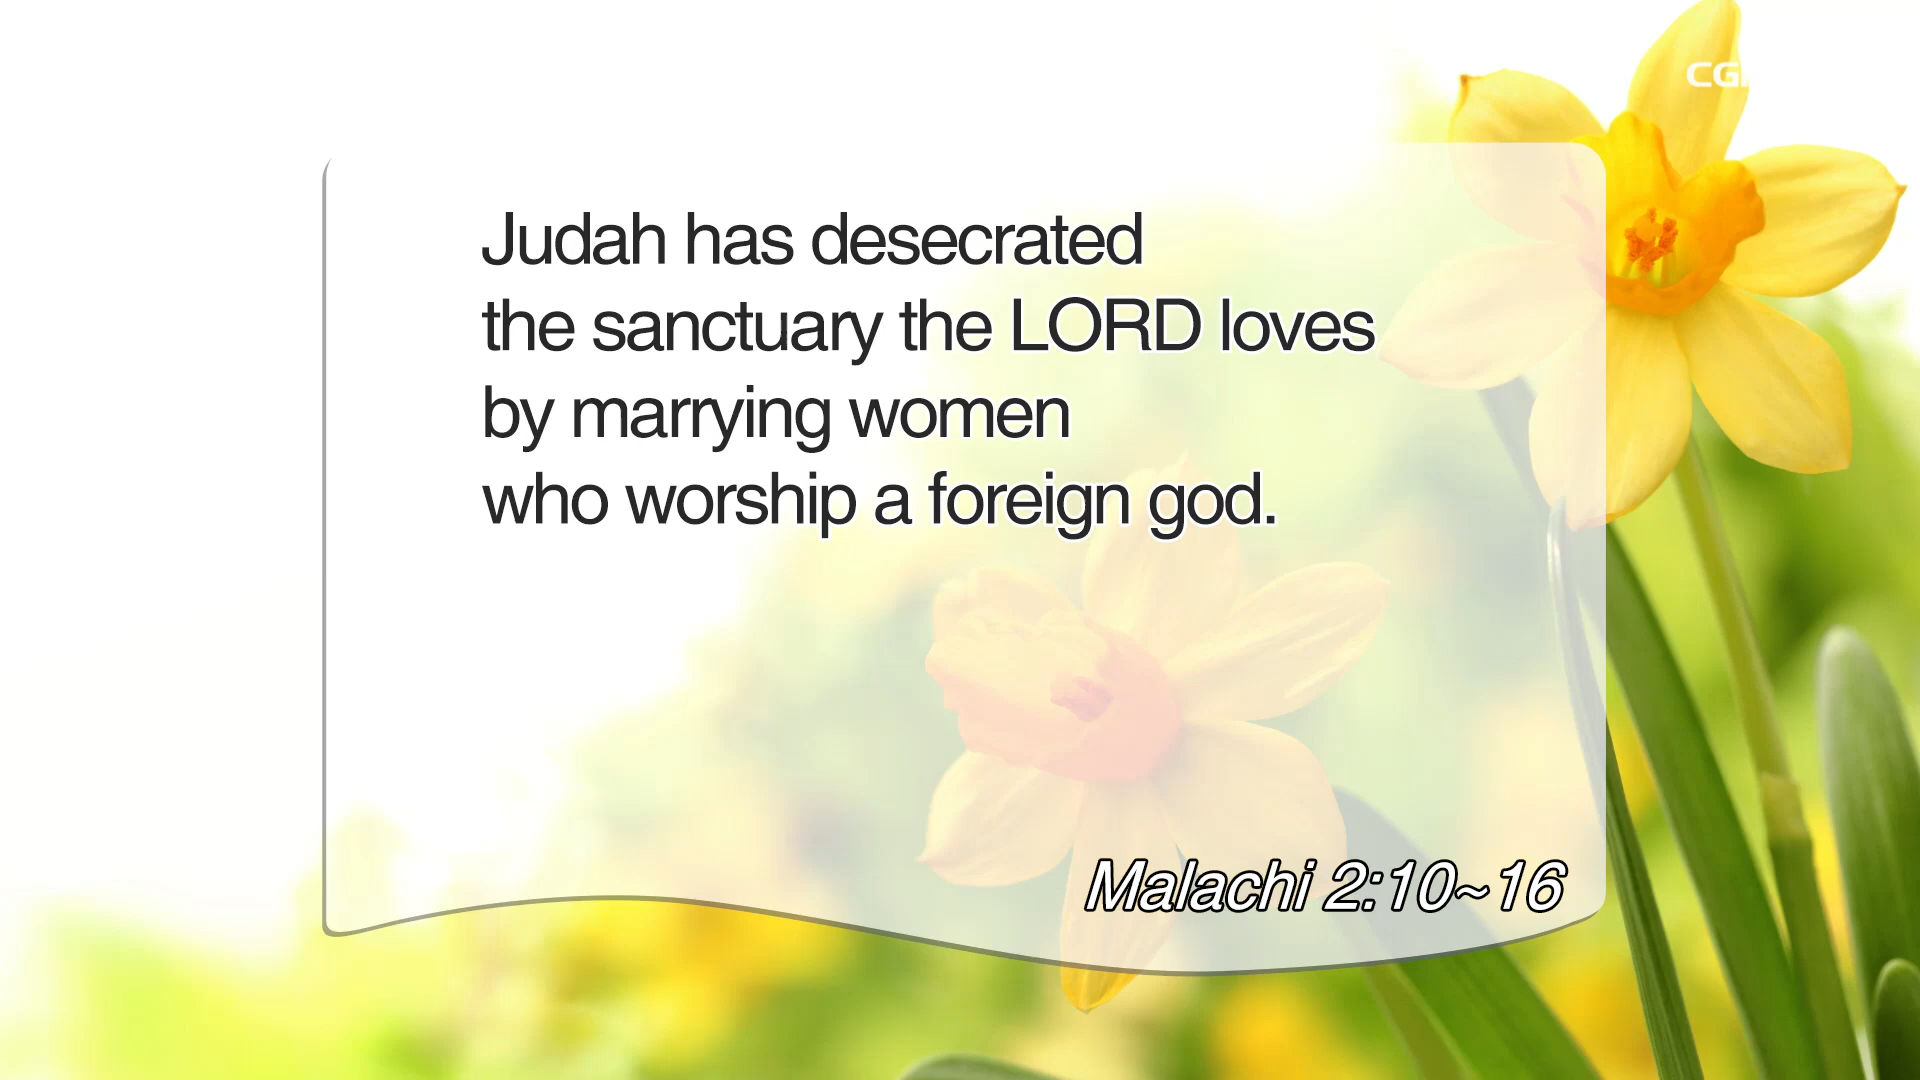 Judah has desecrated
the sanctuary the LORD loves
by marrying women
who worship a foreign god.
Malachi 2:10~16